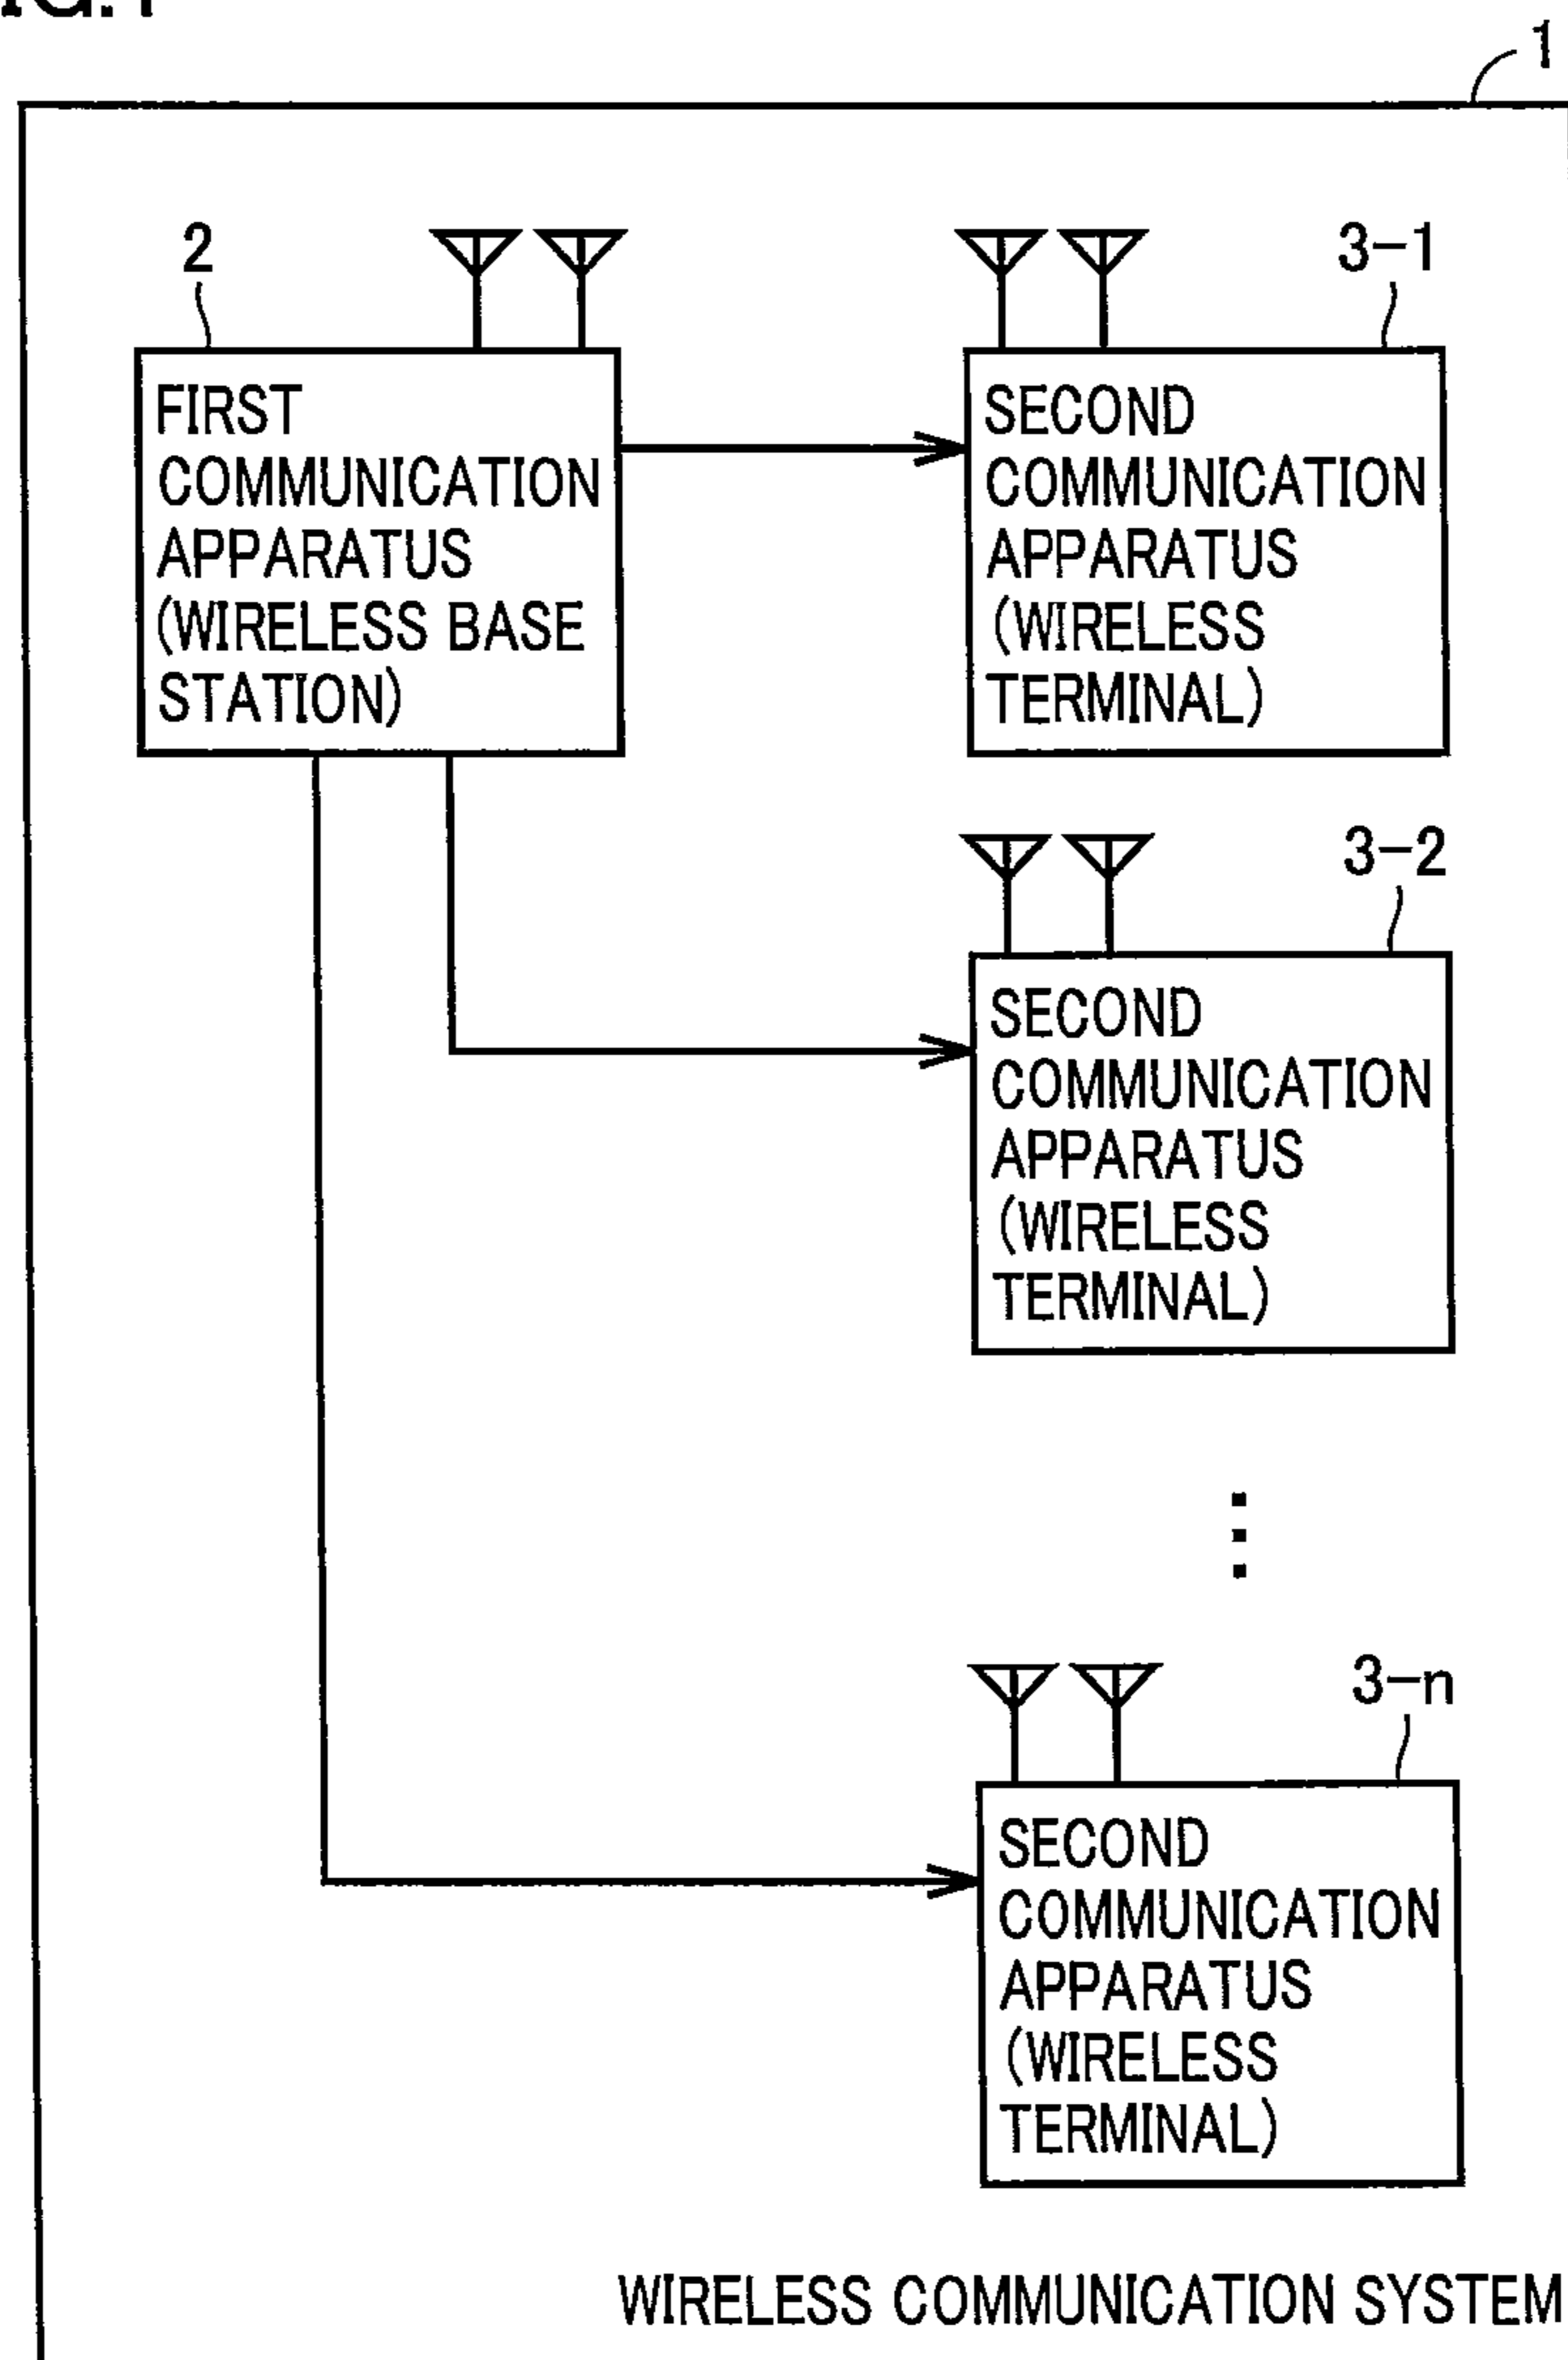 1
2
3-1
FIRST
COMMUNICATION
APPARATUS
(WIRELESS BASE
STATION)
SECOND
COMMUNICATION
APPARATUS
(WIRELESS
TERMINAL)
3-2
SECOND
COMMUNICATION
APPARATUS
(WIRELESS
TERMINAL)
3-n
SECOND
COMMUNICATION
APPARATUS
(WIRELESS
TERMINAL)
WIRELESS COMMUNICATION SYSTEM